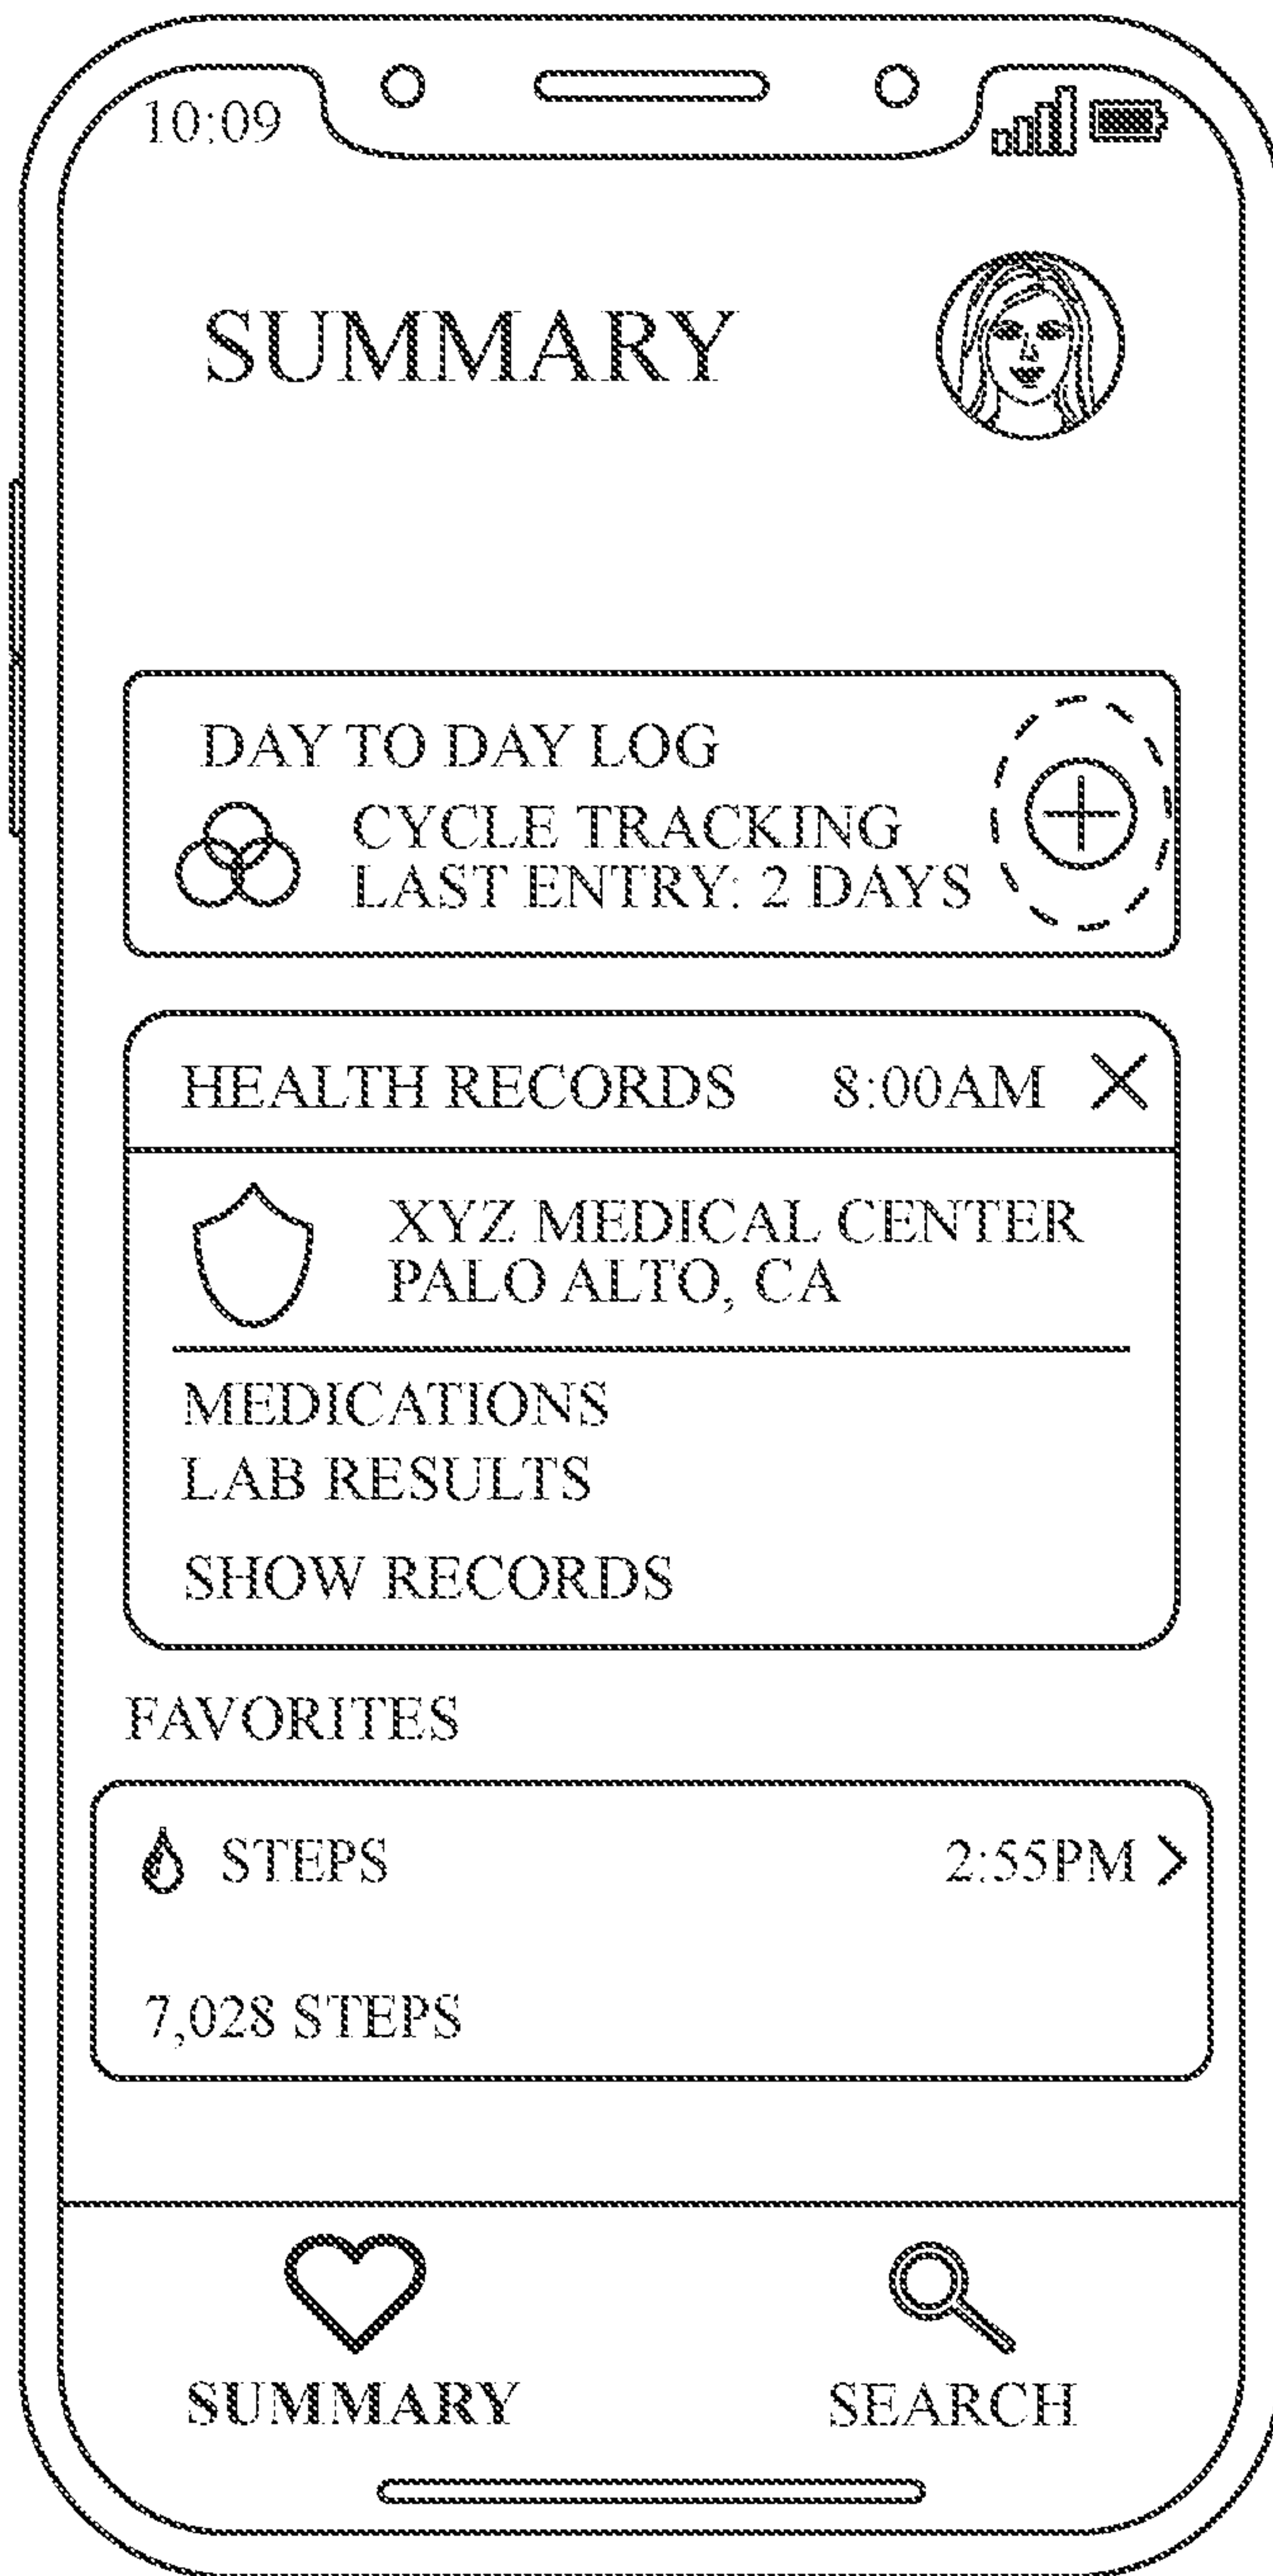 10:09
SUMMARY
DAY TO DAY LOG
CYCLE TRACKING
LAST ENTRY: 2 DAYS
HEALTH RECORDS 8:00AM
XYZ MEDICAL CENTER
PALO ALTO, CA
MEDICATIONS
LAB RESULTS
SHOW RECORDS
FAVORITES
STEPS 2:55PM
7,028 STEPS
SUMMARY SEARCH